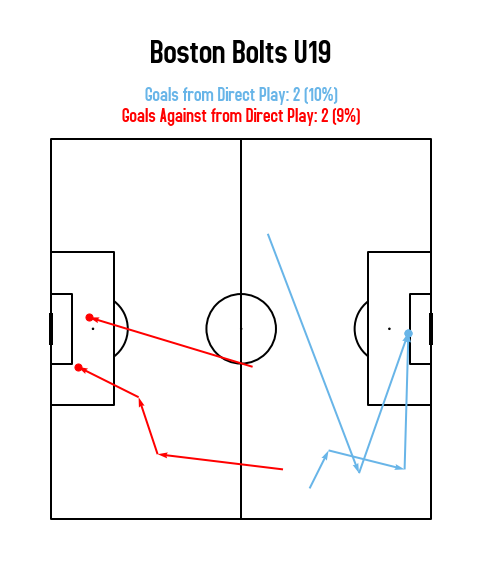 Boston Bolts U19
Goals from Direct Play: 2 (10%)
Goals Against from Direct Play: 2 (9%)